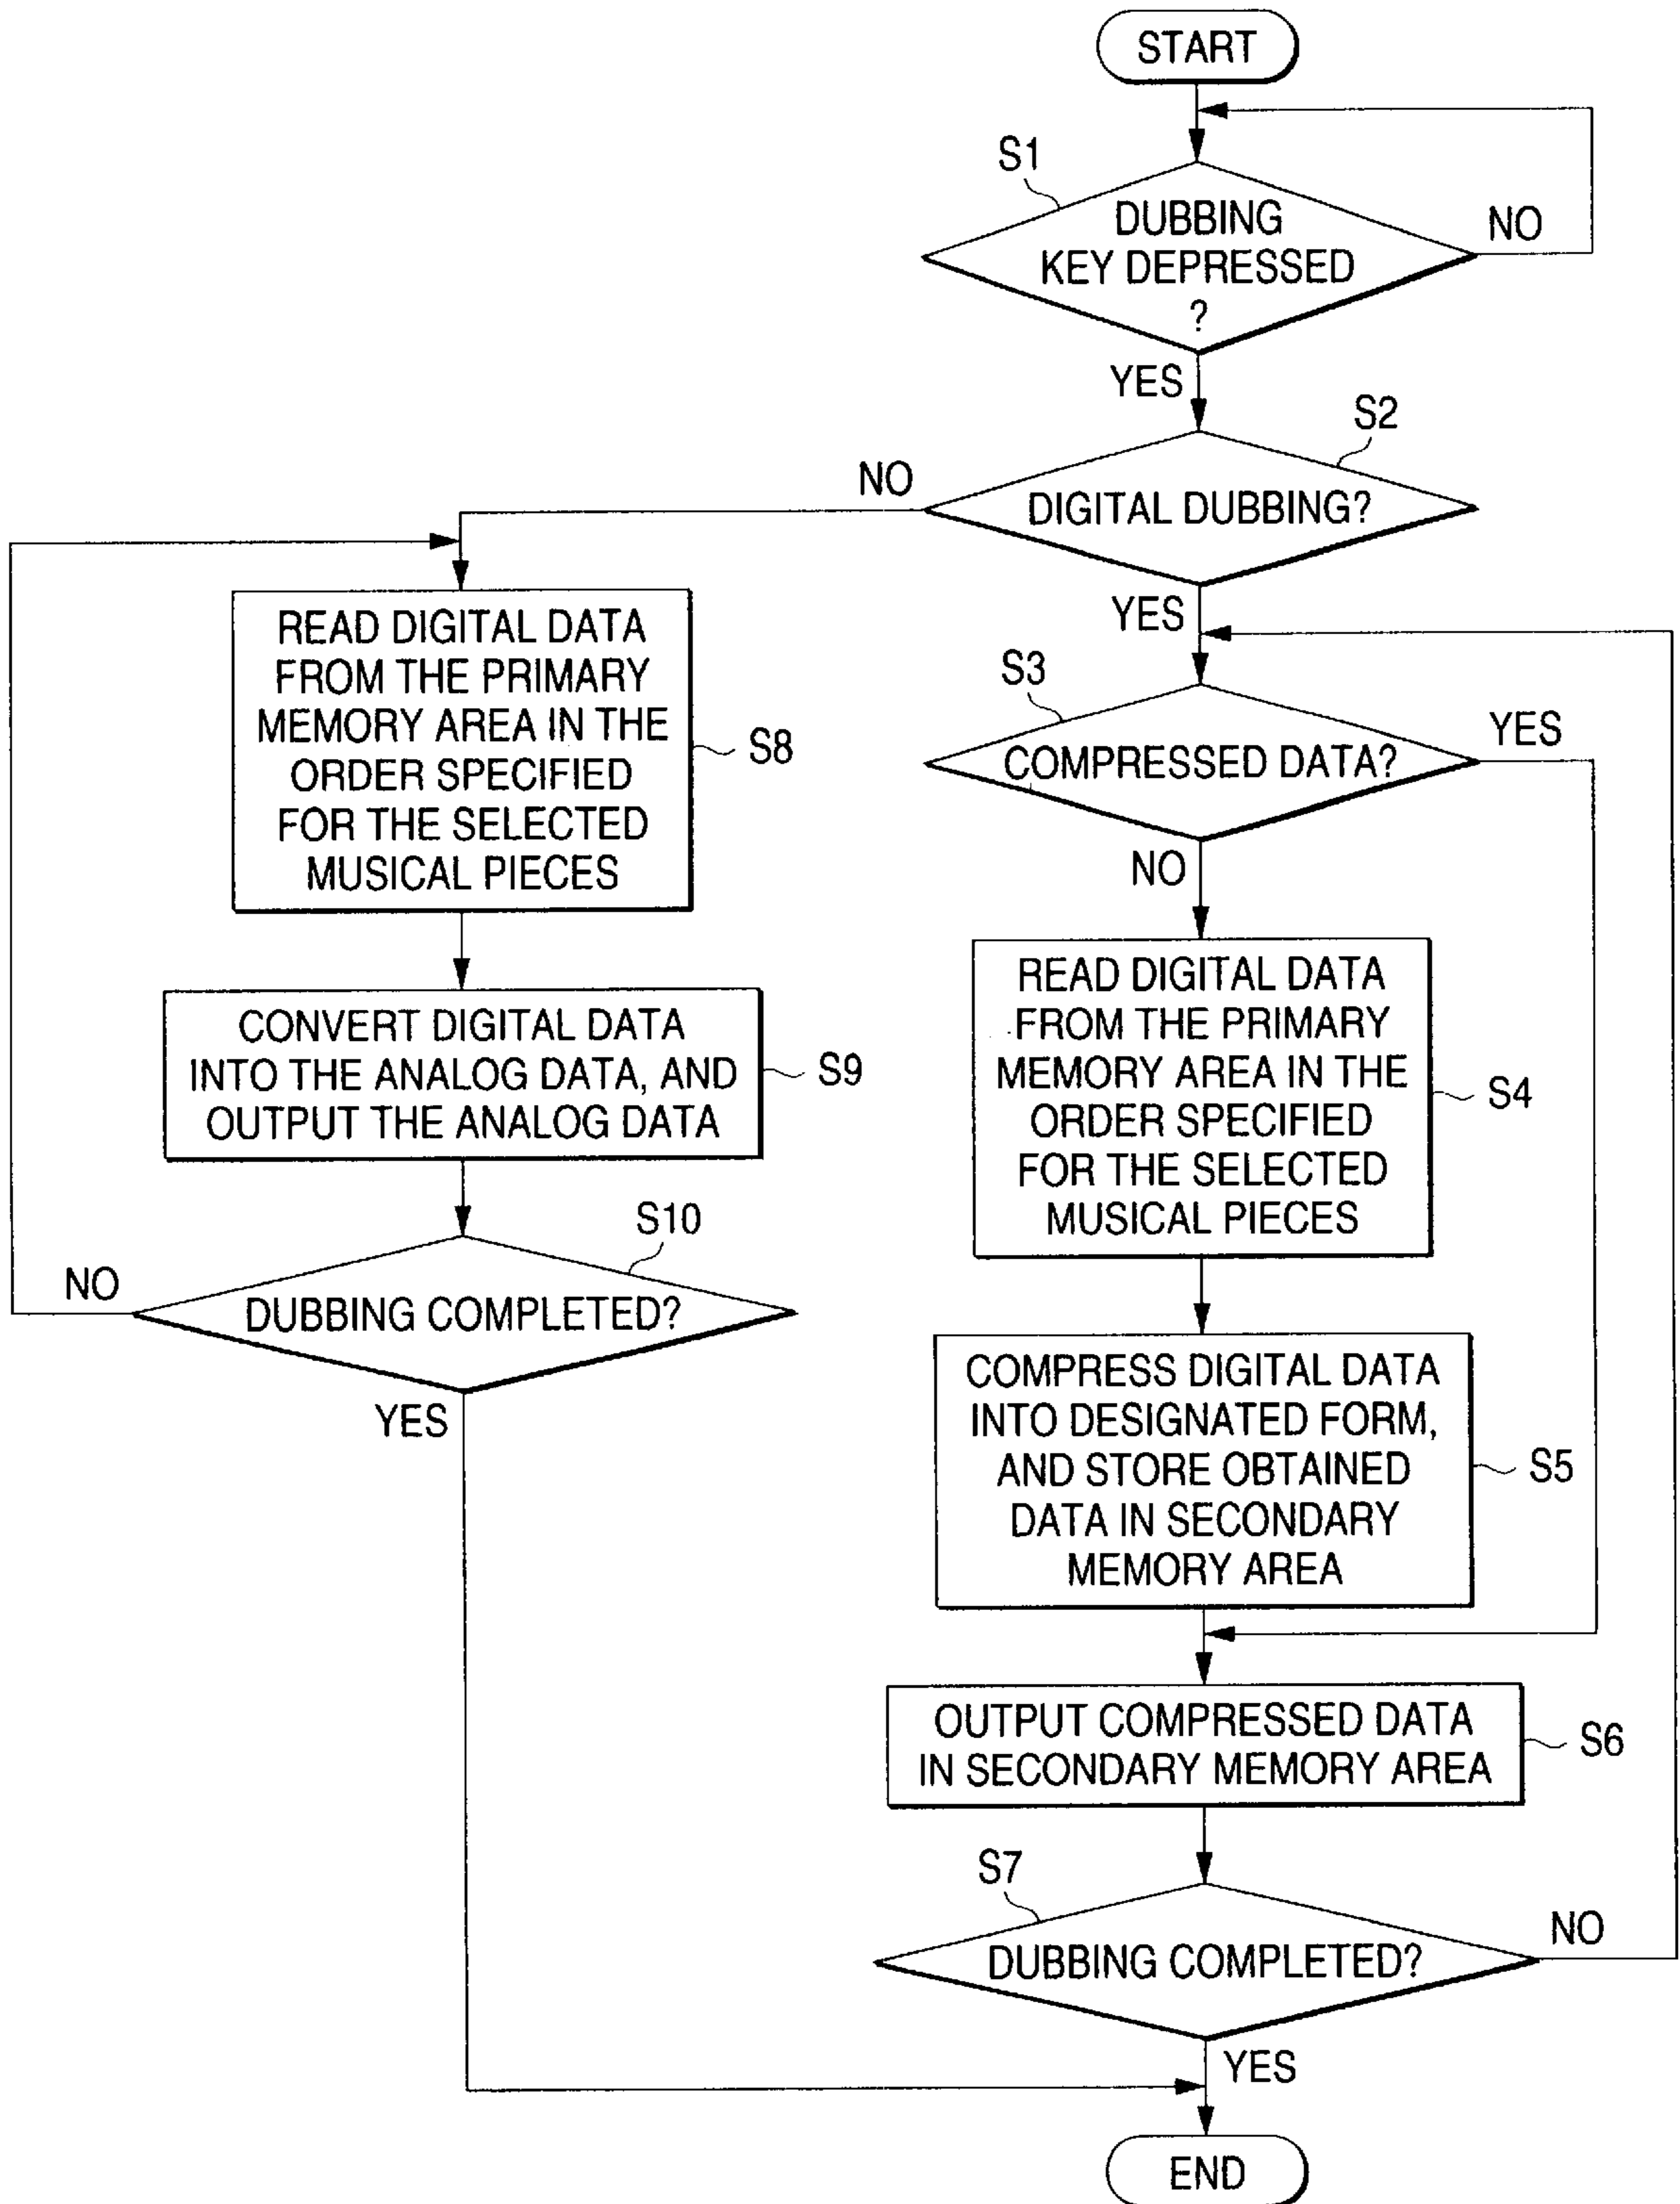 START
S1
DUBBING
KEY DEPRESSED
?
NO
YES
S2
DIGITAL DUBBING?
NO
YES
S3
COMPRESSED DATA?
YES
NO
READ DIGITAL DATA
FROM THE PRIMARY
MEMORY AREA IN THE
ORDER SPECIFIED
FOR THE SELECTED
MUSICAL PIECES
S4
COMPRESS DIGITAL DATA
INTO DESIGNATED FORM,
AND STORE OBTAINED
DATA IN SECONDARY
MEMORY AREA
S5
OUTPUT COMPRESSED DATA
IN SECONDARY MEMORY AREA
S6
S7
DUBBING COMPLETED?
NO
YES
READ DIGITAL DATA
FROM THE PRIMARY
MEMORY AREA IN THE
ORDER SPECIFIED
FOR THE SELECTED
MUSICAL PIECES
S8
CONVERT DIGITAL DATA
INTO THE ANALOG DATA, AND
OUTPUT THE ANALOG DATA
S9
S10
DUBBING COMPLETED?
NO
YES
END